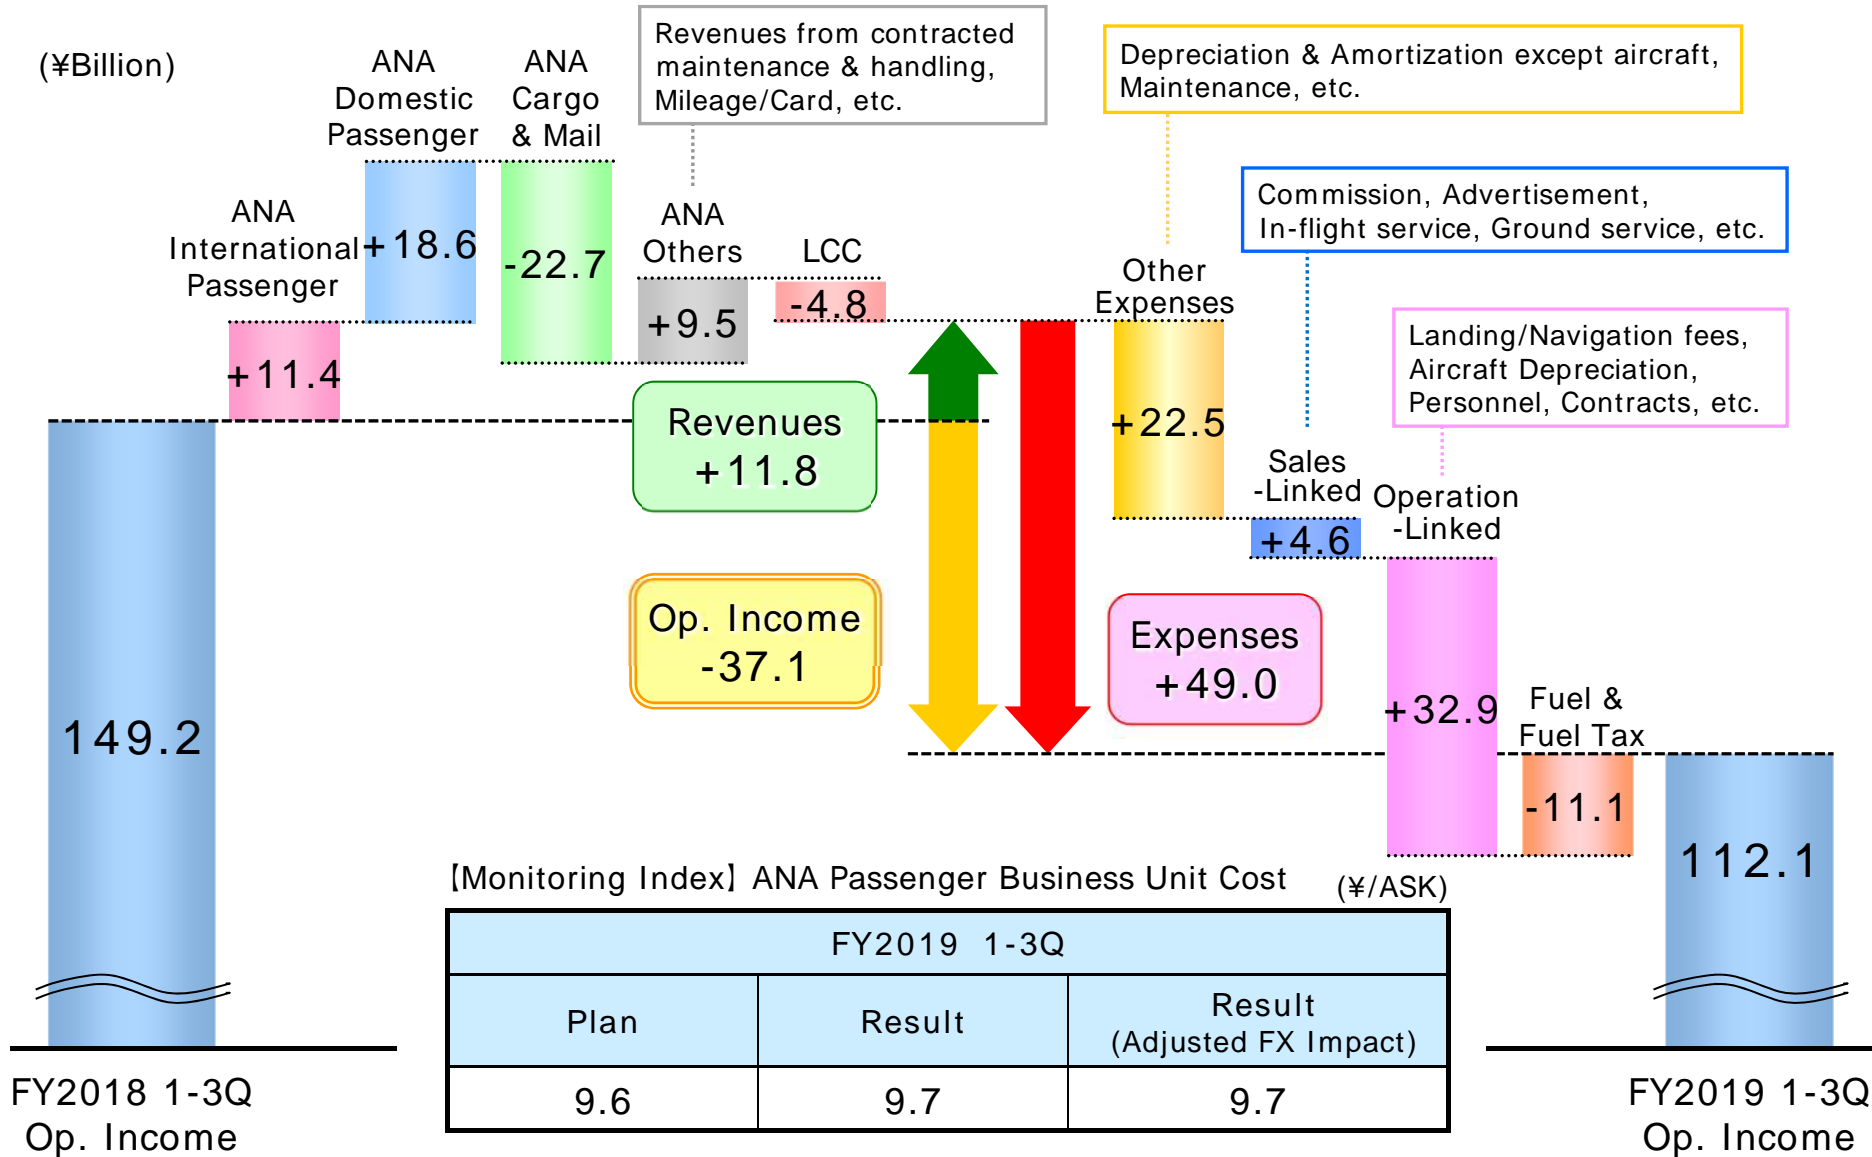 (¥Billion)
ANA
Domestic
Passenger
ANA
Cargo
& Mail
Revenues from contracted
maintenance & handling,
Mileage/Card, etc.
Depreciation & Amortization except aircraft,
Maintenance, etc.
Commission, Advertisement,
In-flight service, Ground service, etc.
Landing/Navigation fees,
Aircraft Depreciation,
Personnel, Contracts, etc.
ANA
International
Passenger
+11.4
+18.6
-22.7
ANA
Others
+9.5
LCC
-4.8
Other
Expenses
+22.5
Sales
-Linked
+4.6
Operation
-Linked
+32.9
Fuel &
Fuel Tax
-11.1
Revenues
+11.8
Op. Income
-37.1
Expenses
+49.0
149.2
112.1
【Monitoring Index】 ANA Passenger Business Unit Cost
(¥/ASK)
FY2019 1-3Q
Plan
Result
Result
(Adjusted FX Impact)
9.6
9.7
9.7
FY2018 1-3Q
Op. Income
FY2019 1-3Q
Op. Income